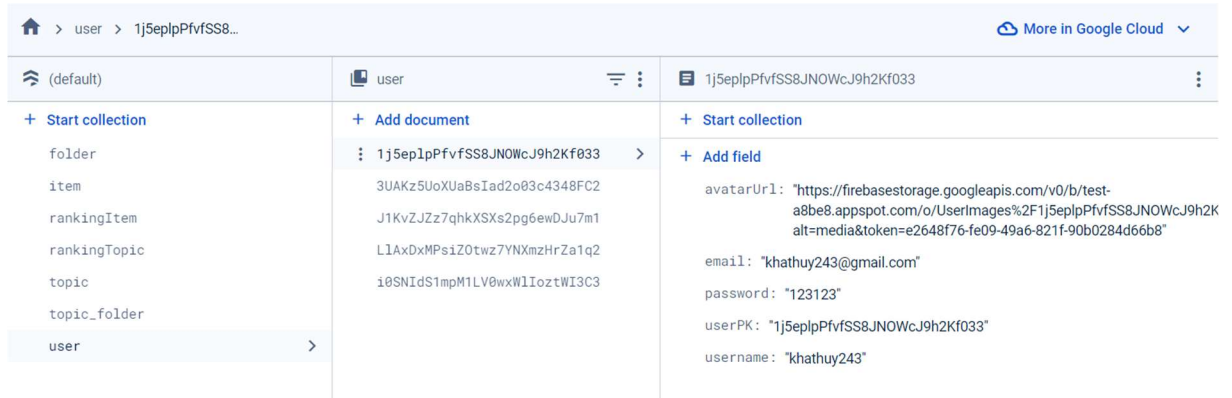 user > 1j5eplpPfvfSS8…
More in Google Cloud
(default)
user
1j5eplpPfvfSS8JNOWcJ9h2Kf033
+ Start collection
+ Add document
+ Start collection
folder
item
rankingItem
rankingTopic
topic
topic_folder
user
1j5eplpPfvfSS8JNOWcJ9h2Kf033
3UAKz5UoXUaBsIad2o03c4348FC2
J1KvZJZz7qhkXSXs2pg6ewDJu7m1
LlAxDxMPsiZOtwz7YNXmzHrZa1q2
i0SNIdS1mpM1LV0wxWlIoztWI3C3
+ Add field
avatarUrl: "https://firebasestorage.googleapis.com/v0/b/test-
a8be8.appspot.com/o/UserImages%2F1j5eplpPfvfSS8JNOWcJ9h2K
alt=media&token=e2648f76-fe09-49a6-821f-90b0284d66b8"
email: "khathuy243@gmail.com"
password: "123123"
userPK: "1j5eplpPfvfSS8JNOWcJ9h2Kf033"
username: "khathuy243"